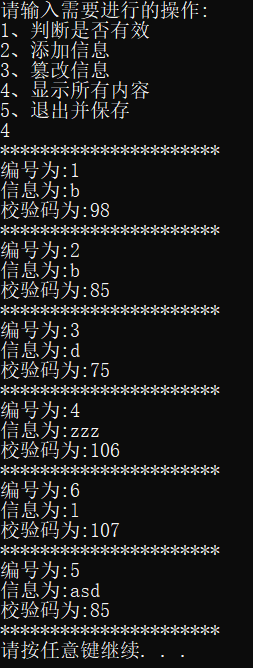 请输入需要进行的操作:
1、判断是否有效
2、添加信息
3、篡改信息
4、显示所有内容
5、退出并保存
4
**********************
编号为:1
信息为:b
校验码为:98
**********************
编号为:2
信息为:b
校验码为:85
**********************
编号为:3
信息为:d
校验码为:75
**********************
编号为:4
信息为:zzz
校验码为:106
**********************
编号为:6
信息为:l
校验码为:107
**********************
编号为:5
信息为:asd
校验码为:85
**********************
请按任意键继续. . .